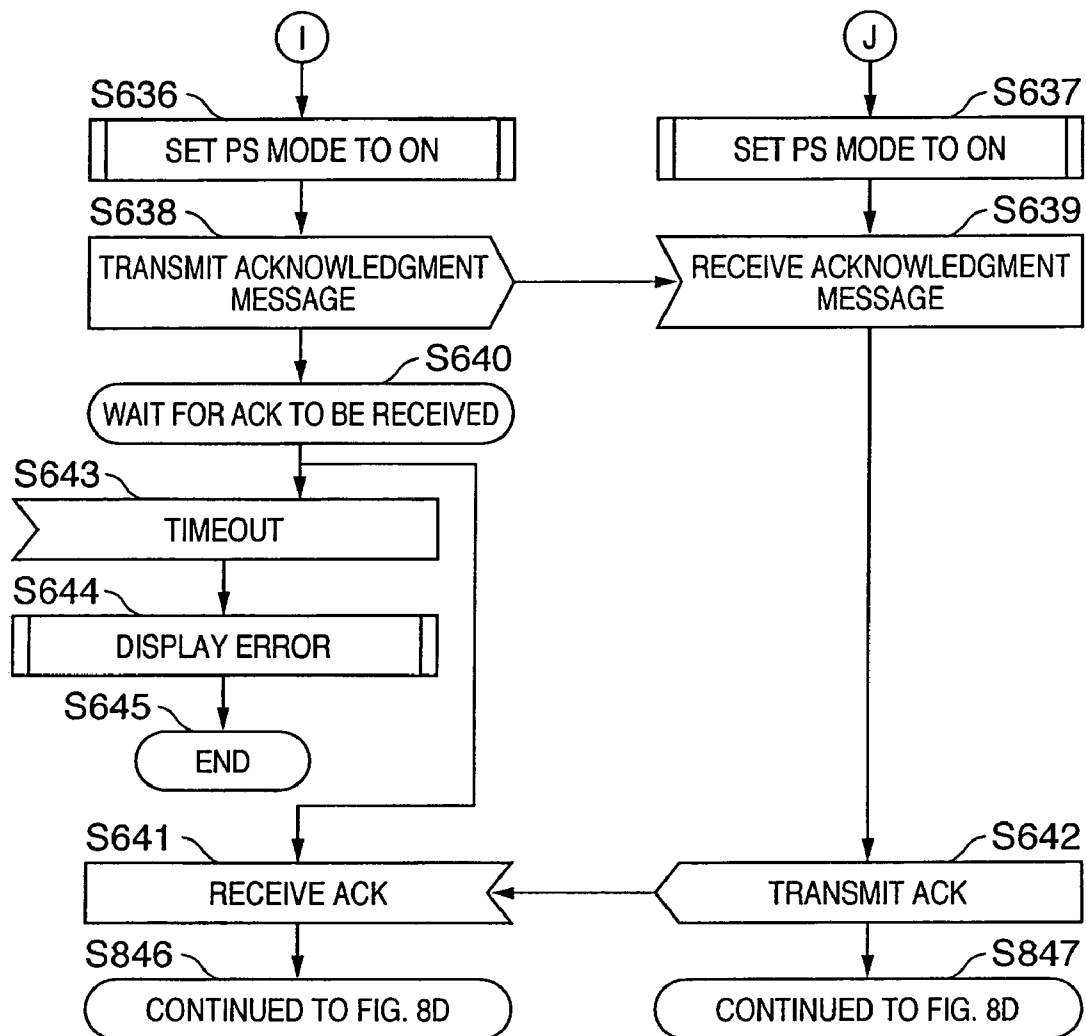 I
J
S636
S637
SET PS MODE TO ON
SET PS MODE TO ON
S638
S639
TRANSMIT ACKNOWLEDGMENT
MESSAGE
RECEIVE ACKNOWLEDGMENT
MESSAGE
S640
WAIT FOR ACK TO BE RECEIVED
S643
TIMEOUT
S644
DISPLAY ERROR
S645
END
S641
S642
RECEIVE ACK
TRANSMIT ACK
S846
S847
CONTINUED TO FIG. 8D
CONTINUED TO FIG. 8D